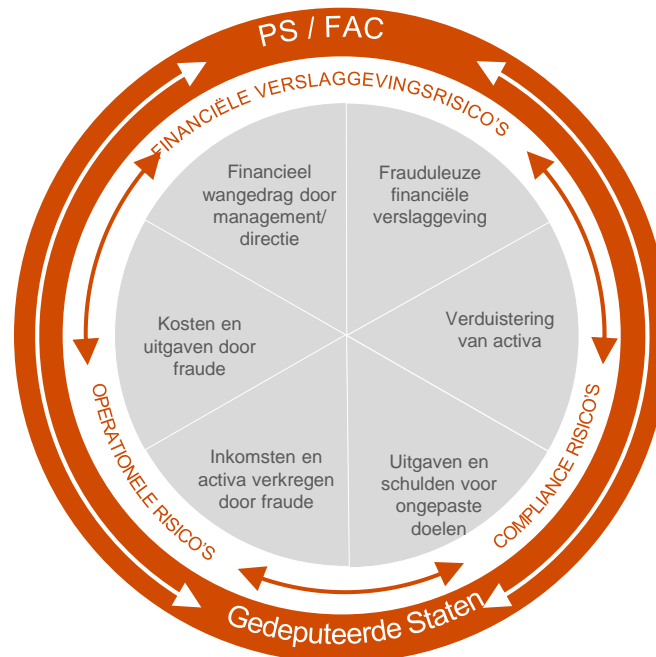 PS / FAC
FINANCIËLE VERSLAGGEVINGSRISICO'S
Financieel
wangedrag door
management/
directie
Frauduleuze
financiële
verslaggeving
Kosten en
uitgaven door
fraude
Verduistering
van activa
Inkomsten en
activa verkregen
door fraude
Uitgaven en
schulden voor
ongepaste
doelen
OPERATIONELE RISICO'S
COMPLIANCE RISICO'S
Gedeputeerde Staten